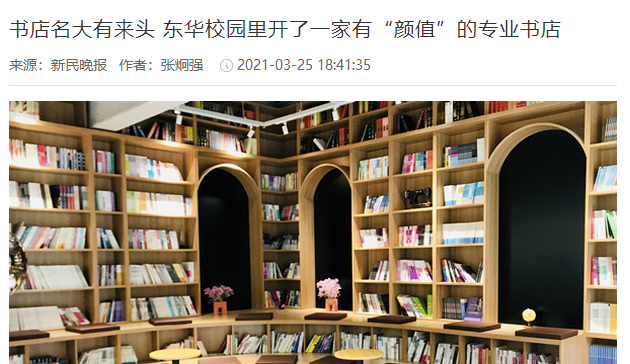 书店名大有来头 东华校园里开了一家有“颜值”的专业书店
来源：新民晚报 作者：张炯强 2021-03-25 18:41:35